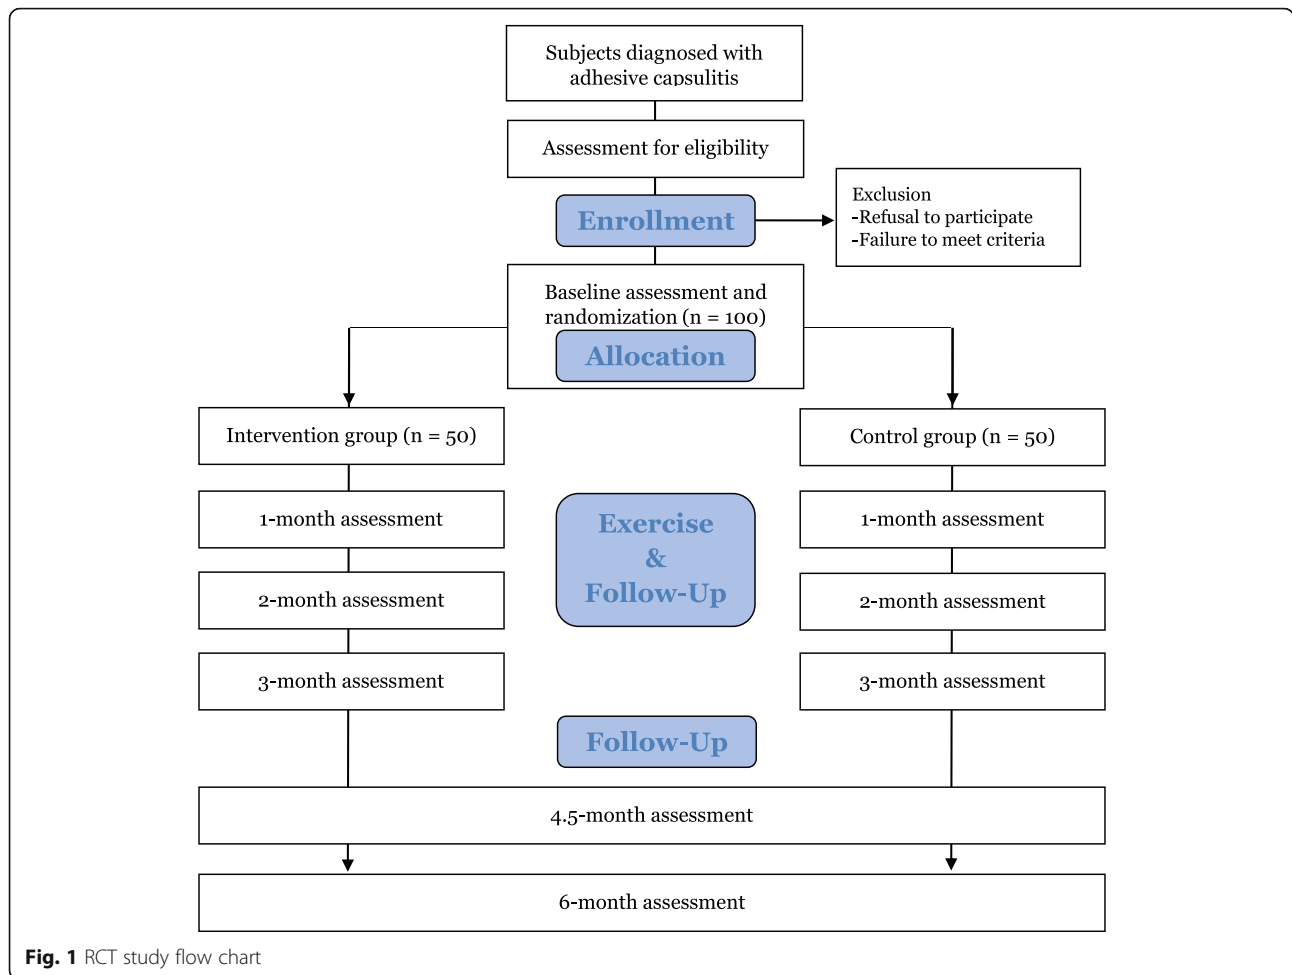 Subjects diagnosed with
adhesive capsulitis
Assessment for eligibility
Enrollment
Exclusion
-Refusal to participate
-Failure to meet criteria
Baseline assessment and
randomization (n = 100)
Allocation
Intervention group (n = 50)
Control group (n = 50)
1-month assessment
Exercise
&
Follow-Up
1-month assessment
2-month assessment
2-month assessment
3-month assessment
3-month assessment
Follow-Up
4.5-month assessment
6-month assessment
Fig. 1 RCT study flow chart